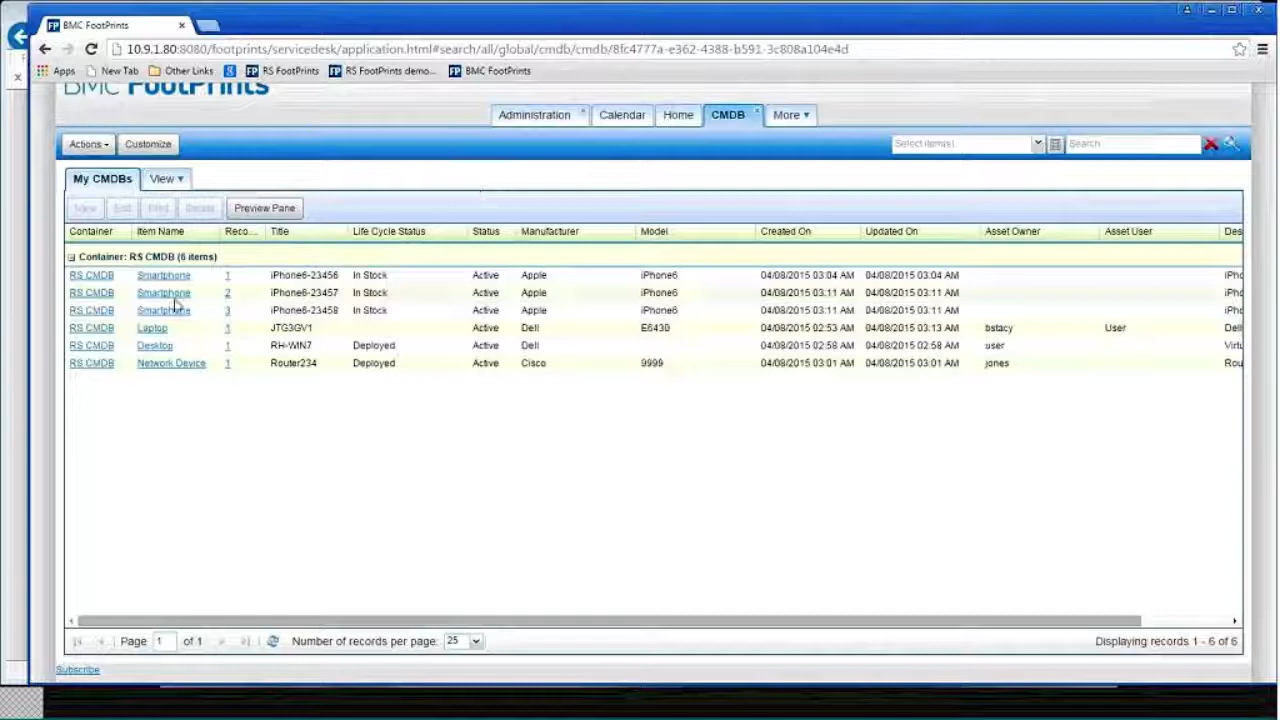 BMC FootPrints
10.9.1.80:8080/footprints/servicedesk/application.html#search/all/global/cmdb/cmdb/8fc4777a-e362-4388-b591-3c808a104e4d
Apps New Tab Other Links RS FootPrints RS FootPrints demo... BMC FootPrints
BMC FootPrints
Administration Calendar Home CMDB More
Actions Customize Select item(s) Search
My CMDBs View
View Edit Print Delete Preview Pane
Container Item Name Reco... Title Life Cycle Status Status Manufacturer Model Created On Updated On Asset Owner Asset User Des
Container: RS CMDB (6 items)
RS CMDB Smartphone 1 iPhone6-23456 In Stock Active Apple iPhone6 04/08/2015 03:04 AM 04/08/2015 03:04 AM iPho
RS CMDB Smartphone 2 iPhone6-23457 In Stock Active Apple iPhone6 04/08/2015 03:11 AM 04/08/2015 03:11 AM iPho
RS CMDB Smartphone 3 iPhone6-23458 In Stock Active Apple iPhone6 04/08/2015 03:11 AM 04/08/2015 03:11 AM iPho
RS CMDB Laptop 1 JTG3GV1 Active Dell E6430 04/08/2015 02:53 AM 04/08/2015 03:13 AM bstacy User Dell
RS CMDB Desktop 1 RH-WIN7 Deployed Active Dell 04/08/2015 02:58 AM 04/08/2015 02:58 AM user Virtu
RS CMDB Network Device 1 Router234 Deployed Active Cisco 9999 04/08/2015 03:01 AM 04/08/2015 03:01 AM jones Rou
Page 1 of 1 Number of records per page: 25 Displaying records 1 - 6 of 6
Subscribe